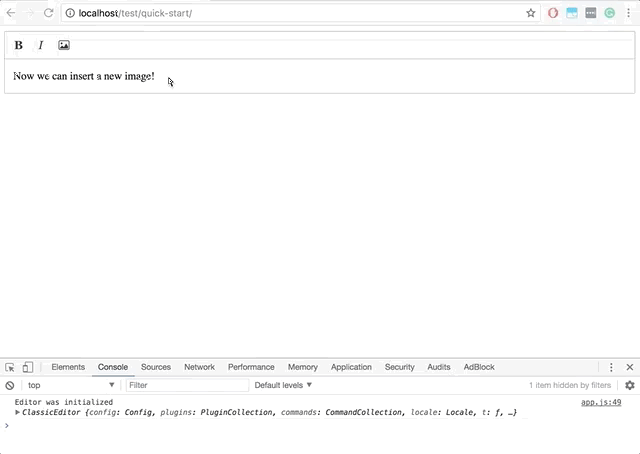 localhost/test/quick-start/
B I
Now we can insert a new image!
Elements Console Sources Network Performance Memory Application Security Audits AdBlock
top Filter Default levels 1 item hidden by filters
Editor was initialized app.js:49
ClassicEditor {config: Config, plugins: PluginCollection, commands: CommandCollection, locale: Locale, t: ƒ, …}